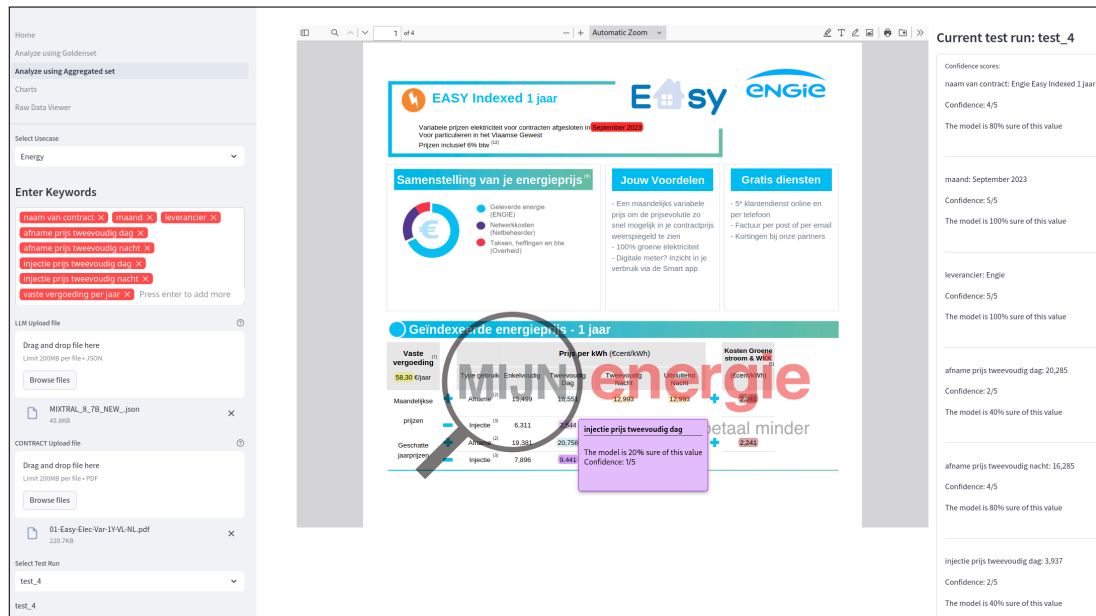 Home
Analyze using Goldenset
Analyze using Aggregated set
Charts
Raw Data Viewer
Select Usecase
Energy
Enter Keywords
naam van contract × maand × leverancier ×
afname prijs tweevoudig dag ×
afname prijs tweevoudig nacht ×
injectie prijs tweevoudig dag ×
injectie prijs tweevoudig nacht ×
vaste vergoeding per jaar × Press enter to add more
LLM Upload file
Drag and drop file here
Limit 200MB per file • JSON
Browse files
MIXTRAL_8_7B_NEW_.json
45.8KB
CONTRACT Upload file
Drag and drop file here
Limit 200MB per file • PDF
Browse files
01-Easy-Elec-Var-1Y-VL-NL.pdf
220.7KB
Select Test Run
test_4
test_4
1 of 4
Automatic Zoom
EASY Indexed 1 jaar
Easy
ENGIE
Variabele prijzen elektriciteit voor contracten afgesloten in September 2023
Voor particulieren in het Vlaamse Gewest
Prijzen inclusief 6% btw (12)
Samenstelling van je energieprijs
Geleverde energie
(ENGIE)
Netwerkkosten
(Netbeheerder)
Taksen, heffingen en btw
(Overheid)
€
Jouw Voordelen
- Een maandelijks variabele
prijs om de prijsevolutie zo
snel mogelijk in je contractprijs
weerspiegeld te zien
- 100% groene elektriciteit
- Digitale meter? Inzicht in je
verbruik via de Smart app
Gratis diensten
- 5* klantendienst online en
per telefoon
- Factuur per post of per email
- Kortingen bij onze partners
Geïndexeerde energieprijs - 1 jaar
Vaste vergoeding (1)
Prijs per kWh (€cent/kWh)
Kosten Groene
stroom & WKK
58,30 €/jaar
Type gebruik Enkelvoudig Tweevoudig Dag Tweevoudig Nacht Uitsluitend Nacht (€cent/kWh)
MIJN energie
betaal minder
Maandelijkse
prijzen
Afname 15,499 16,551 12,993 12,993 2,241
Injectie (3) 6,311 7,544
Geschatte
jaarprijzen
Afname (2) 19,381 20,758 2,241
Injectie (3) 7,896 9,441
injectie prijs tweevoudig dag
The model is 20% sure of this value
Confidence: 1/5
Current test run: test_4
Confidence scores:
naam van contract: Engie Easy Indexed 1 jaar
Confidence: 4/5
The model is 80% sure of this value
maand: September 2023
Confidence: 5/5
The model is 100% sure of this value
leverancier: Engie
Confidence: 5/5
The model is 100% sure of this value
afname prijs tweevoudig dag: 20,285
Confidence: 2/5
The model is 40% sure of this value
afname prijs tweevoudig nacht: 16,285
Confidence: 4/5
The model is 80% sure of this value
injectie prijs tweevoudig dag: 3,937
Confidence: 2/5
The model is 40% sure of this value